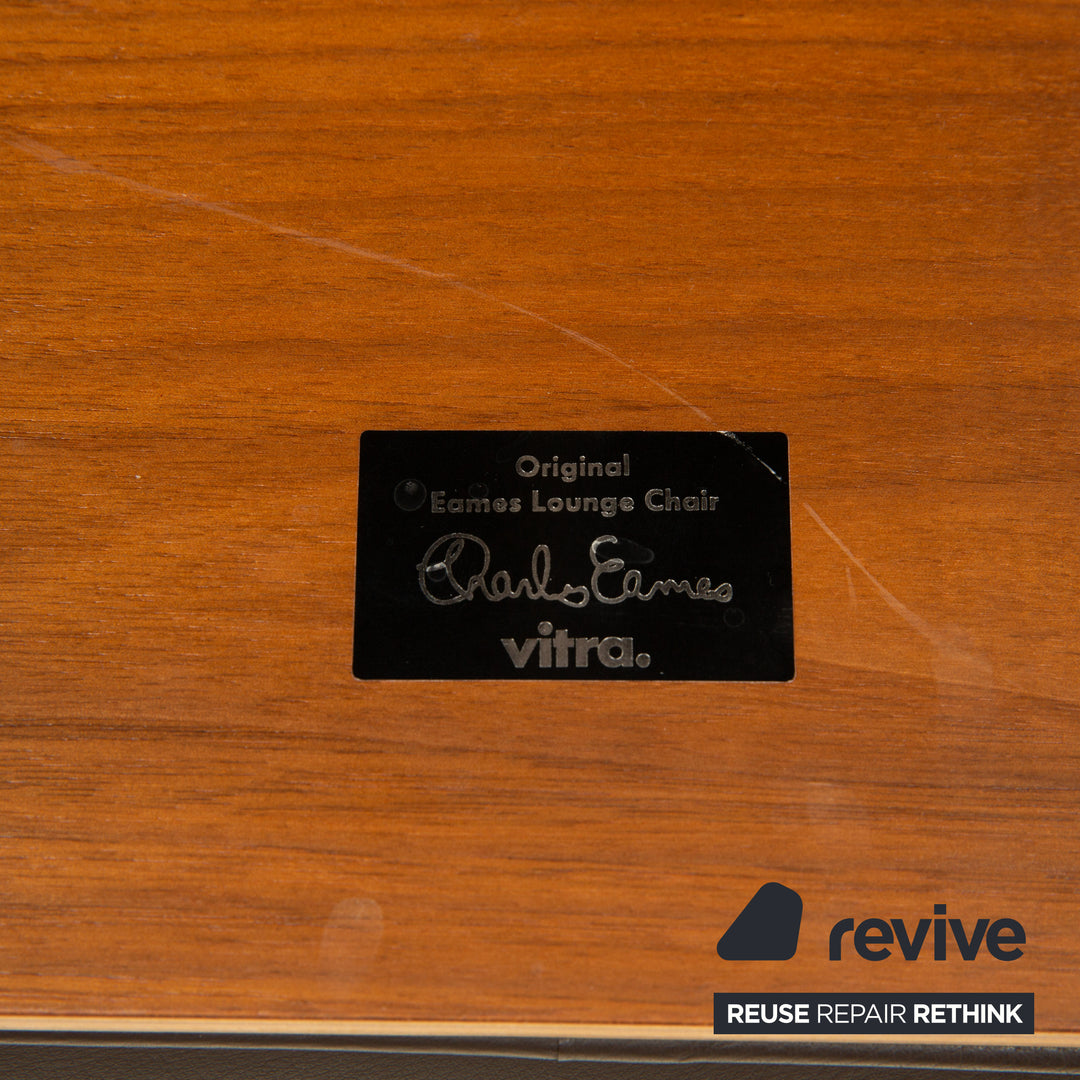 Original
Eames Lounge Chair
Charles Eames
vitra.
revive
REUSE REPAIR RETHINK